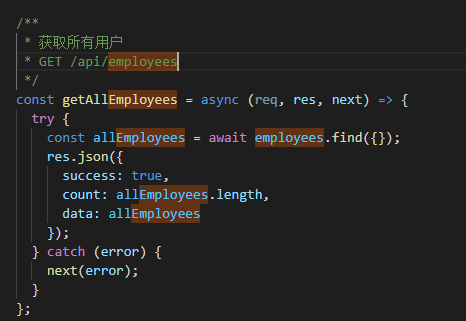 /**
 * 获取所有用户
 * GET /api/employees
 */
const getAllEmployees = async (req, res, next) => {
  try {
    const allEmployees = await employees.find({});
    res.json({
      success: true,
      count: allEmployees.length,
      data: allEmployees
    });
  } catch (error) {
    next(error);
  }
};